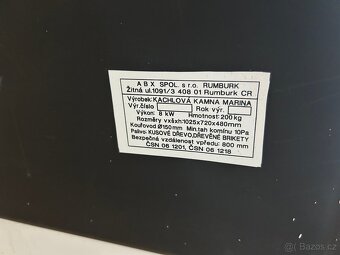 A B X SPOL. s r.o. RUMBURK
Žitná ul.1091/3 408 01 Rumburk CR
Výrobek: KACHLOVÁ KAMNA MARINA
Výr.číslo Rok výr.
Výkon: 8 kW Hmotnost: 200kg
Rozměry vxšxh:1025x720x480mm
Kouřovod Ø150mm Min.tah komínu 10Pa
Palivo: KUSOVÉ DŘEVO,DŘEVĚNÉ BRIKETY
Bezpečná vzdálenost vpředu: 800 mm
ČSN 06 1201, ČSN 06 1218
Bazos.cz